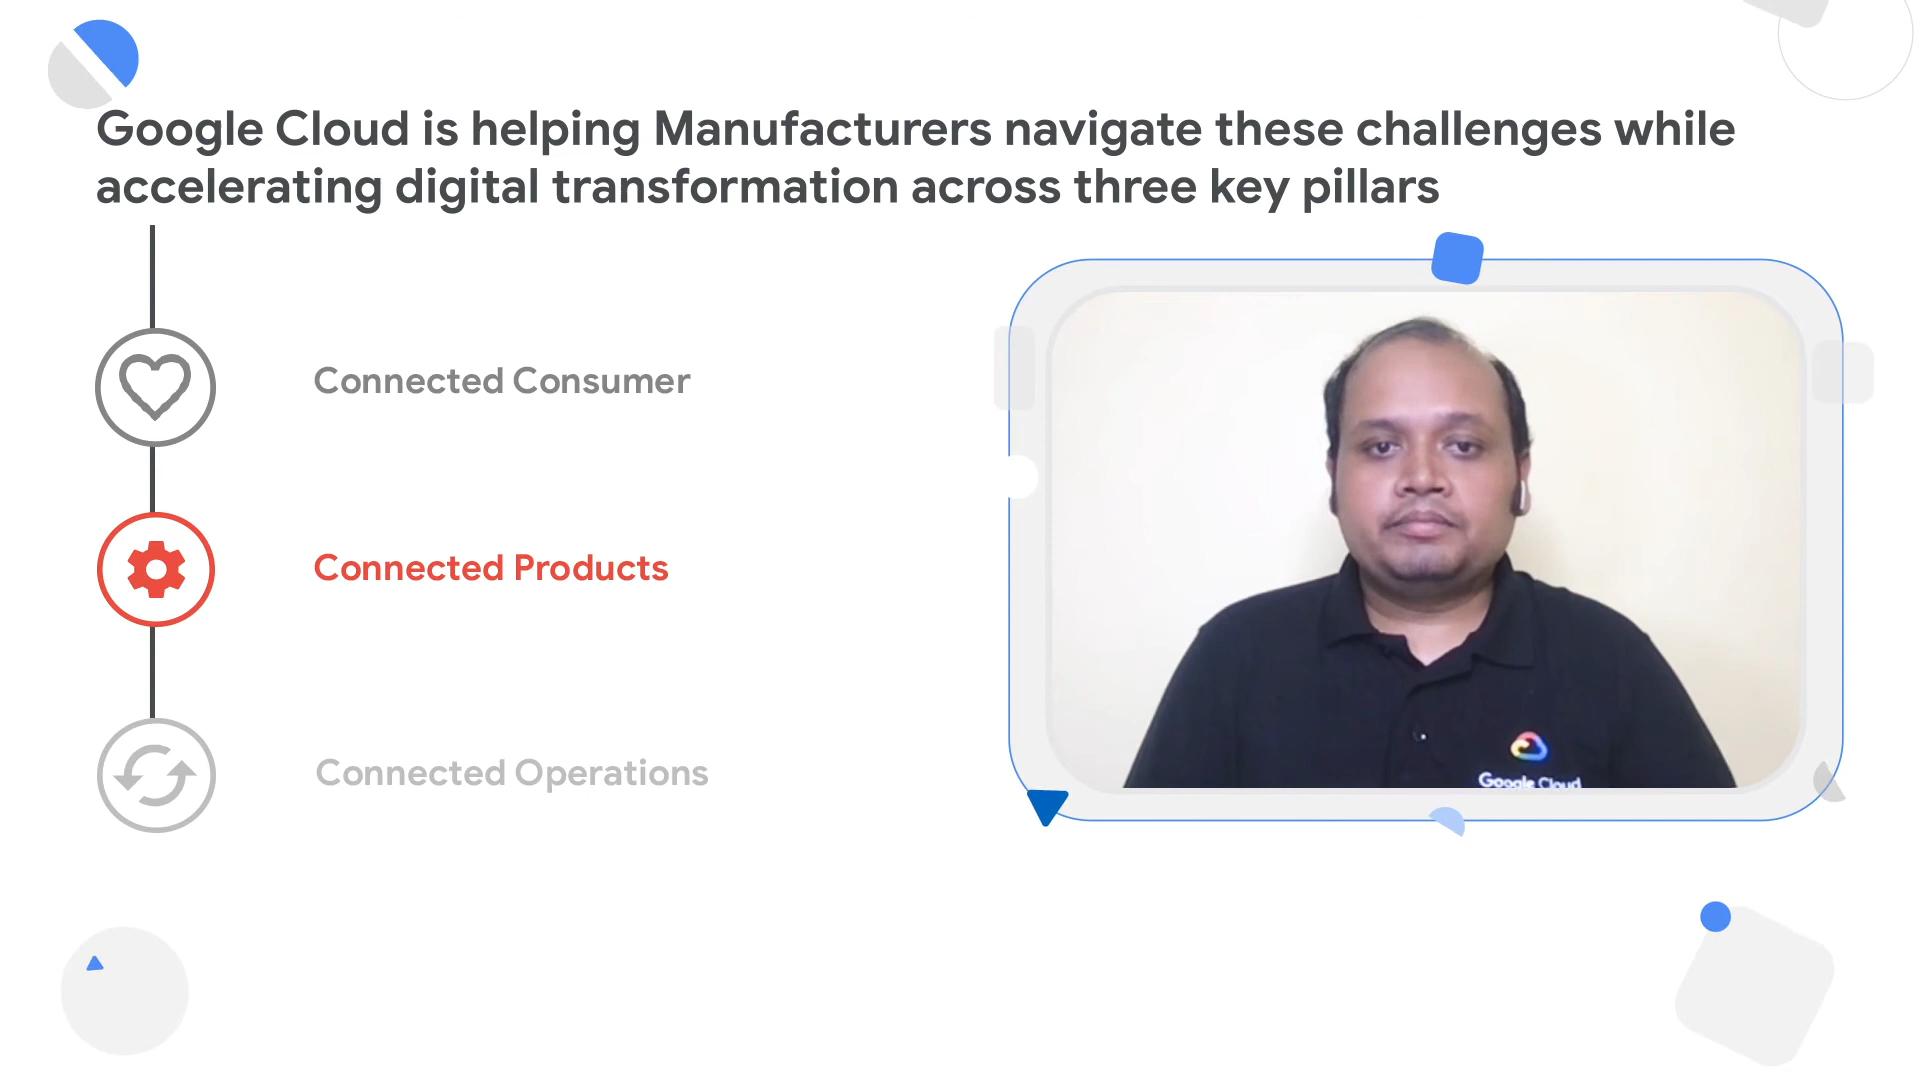 Google Cloud is helping Manufacturers navigate these challenges while
accelerating digital transformation across three key pillars
Connected Consumer
Connected Products
Connected Operations
Google Cloud